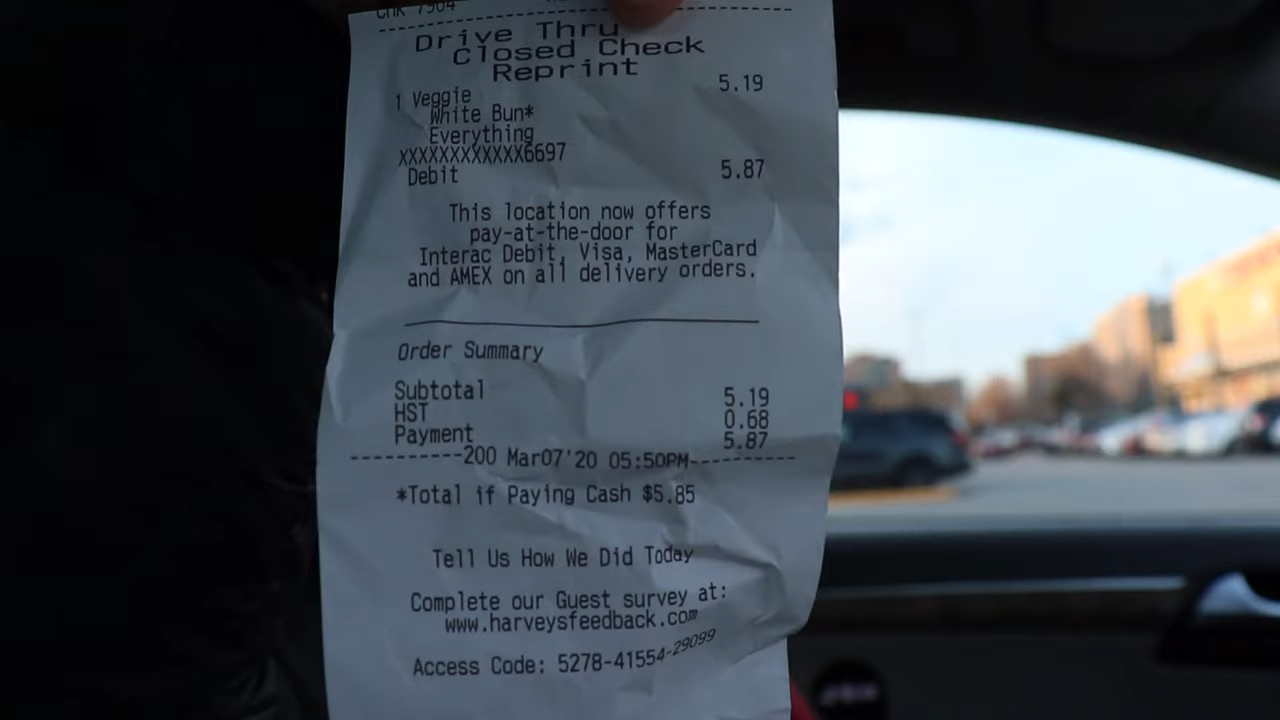 CHK 7904
Drive Thru
Closed Check
Reprint
1 Veggie 5.19
White Bun*
Everything
XXXXXXXXXXXX6697
Debit 5.87
This location now offers
pay-at-the-door for
Interac Debit, Visa, MasterCard
and AMEX on all delivery orders.
Order Summary
Subtotal 5.19
HST 0.68
Payment 5.87
---------200 Mar07'20 05:50PM---------
*Total if Paying Cash $5.85
Tell Us How We Did Today
Complete our Guest survey at:
www.harveysfeedback.com
Access Code: 5278-41554-29099